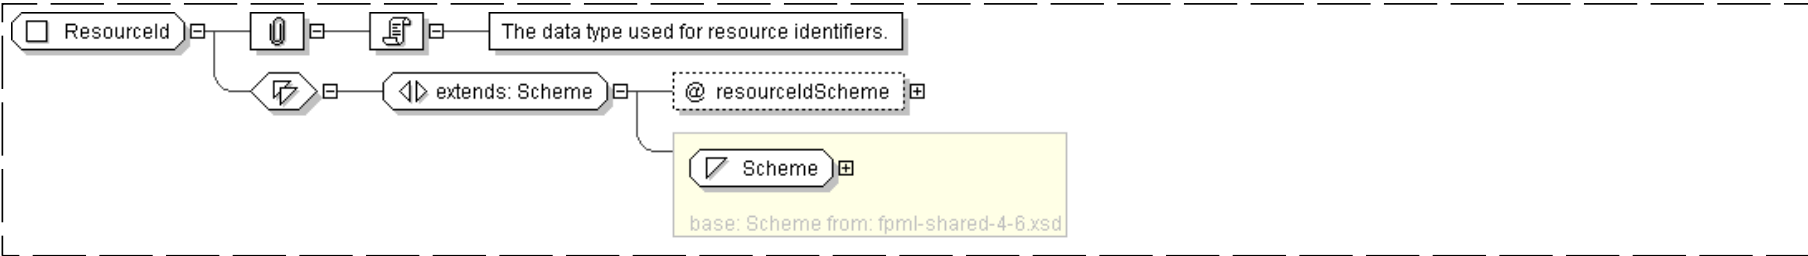 ResourceId
The data type used for resource identifiers.
extends: Scheme
@ resourceIdScheme
Scheme
base: Scheme from: fpml-shared-4-6.xsd